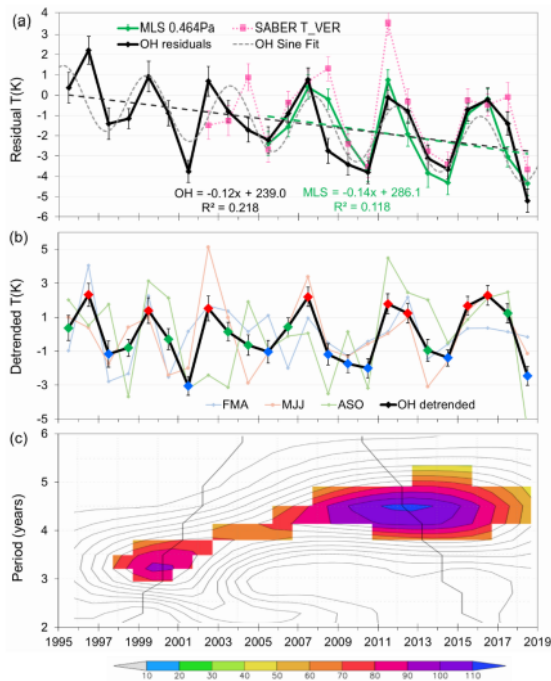 (a)
MLS 0.464Pa
SABER T_VER
OH residuals
OH Sine Fit
Residual T(K)
4
3
2
1
0
-1
-2
-3
-4
-5
-6
OH = -0.12x + 239.0
R² = 0.218
MLS = -0.14x + 286.1
R² = 0.118
(b)
Detrended T(K)
5
3
1
-1
-3
-5
FMA
MJJ
ASO
OH detrended
(c)
Period (years)
6
5
4
3
2
1995 1997 1999 2001 2003 2005 2007 2009 2011 2013 2015 2017 2019
10 20 30 40 50 60 70 80 90 100 110